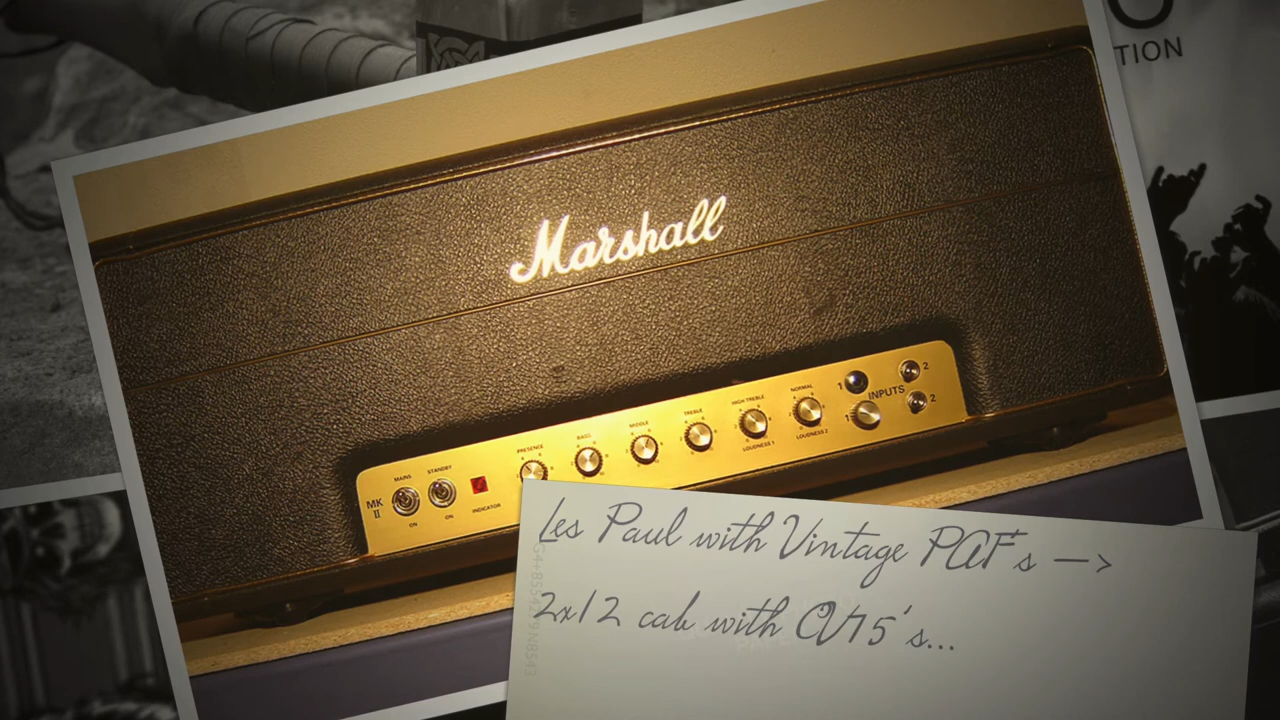 TION
Marshall
MK
II
MAINS
ON
STANDBY
ON
INDICATOR
PRESENCE
BASS
MIDDLE
TREBLE
HIGH TREBLE
LOUDNESS 1
NORMAL
LOUDNESS 2
1 INPUTS 2
1 2
Les Paul with Vintage PAF's —>
2x12 cab with